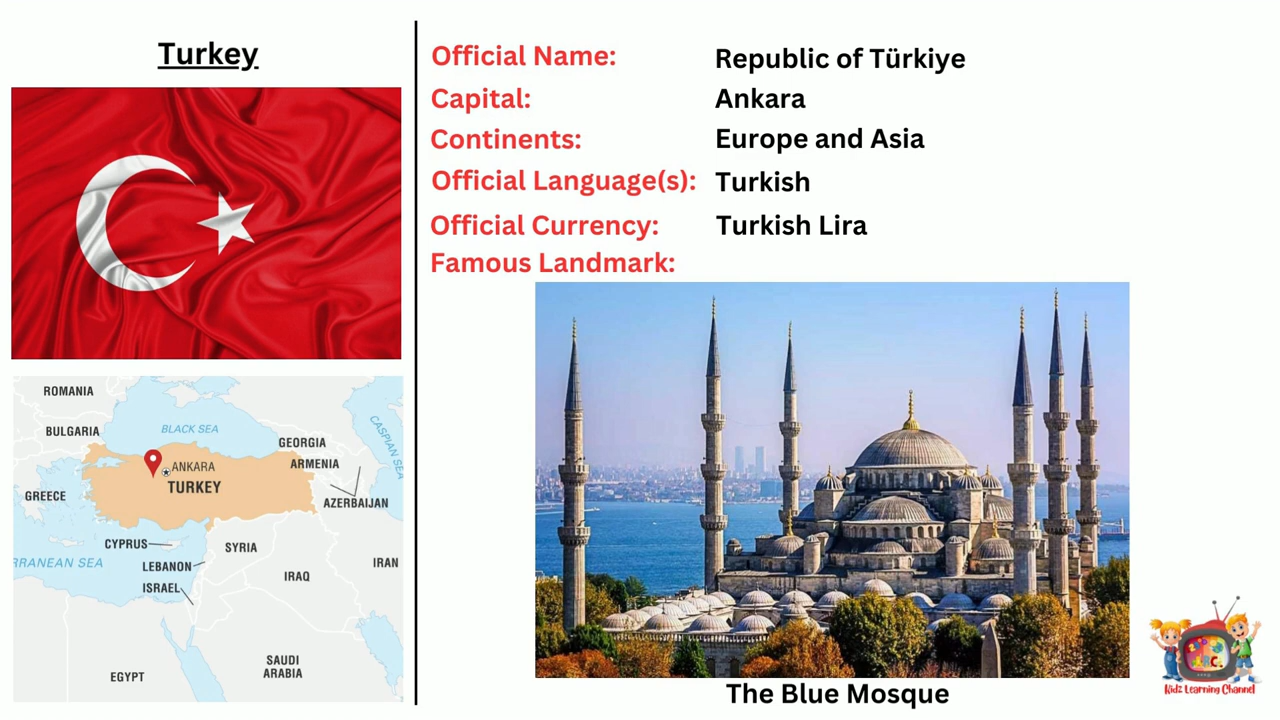 Turkey
Official Name: Republic of Türkiye
Capital: Ankara
Continents: Europe and Asia
Official Language(s): Turkish
Official Currency: Turkish Lira
Famous Landmark:
ROMANIA
BULGARIA
BLACK SEA
CASPIAN SEA
GEORGIA
ARMENIA
ANKARA
TURKEY
GREECE
AZERBAIJAN
CYPRUS
SYRIA
RRANEAN SEA
LEBANON
IRAN
IRAQ
ISRAEL
EGYPT
SAUDI
ARABIA
The Blue Mosque
Kidz Learning Channel